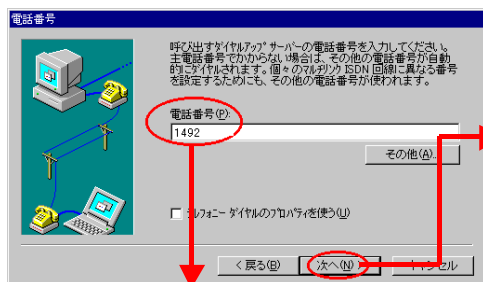 電話番号
呼び出すダイヤルアップ サーバーの電話番号を入力してください。
主電話番号でかからない場合は、その他の電話番号が自動
的にダイヤルされます。個々のマルチリンク ISDN 回線に異なる番号
を設定するためにも、その他の電話番号が使われます。
電話番号(P):
1492
その他(A)...
テレフォニー ダイヤルのプロパティを使う(U)
< 戻る(B)
次へ(N) >
キャンセル